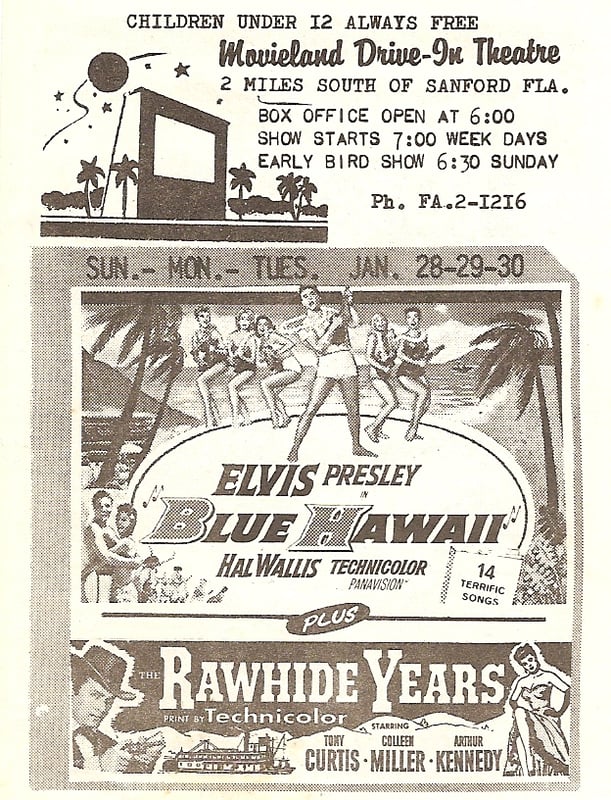 CHILDREN UNDER 12 ALWAYS FREE
Movieland Drive-In Theatre
2 MILES SOUTH OF SANFORD FLA.
BOX OFFICE OPEN AT 6:00
SHOW STARTS 7:00 WEEK DAYS
EARLY BIRD SHOW 6:30 SUNDAY
Ph. FA.2-1216
SUN.- MON.- TUES. JAN. 28-29-30
ELVIS PRESLEY
IN
BLUE HAWAII
HAL WALLIS TECHNICOLOR
PANAVISION
14
TERRIFIC
SONGS
PLUS
THE RAWHIDE YEARS
PRINT BY Technicolor
STARRING
TONY CURTIS · COLLEEN MILLER · ARTHUR KENNEDY